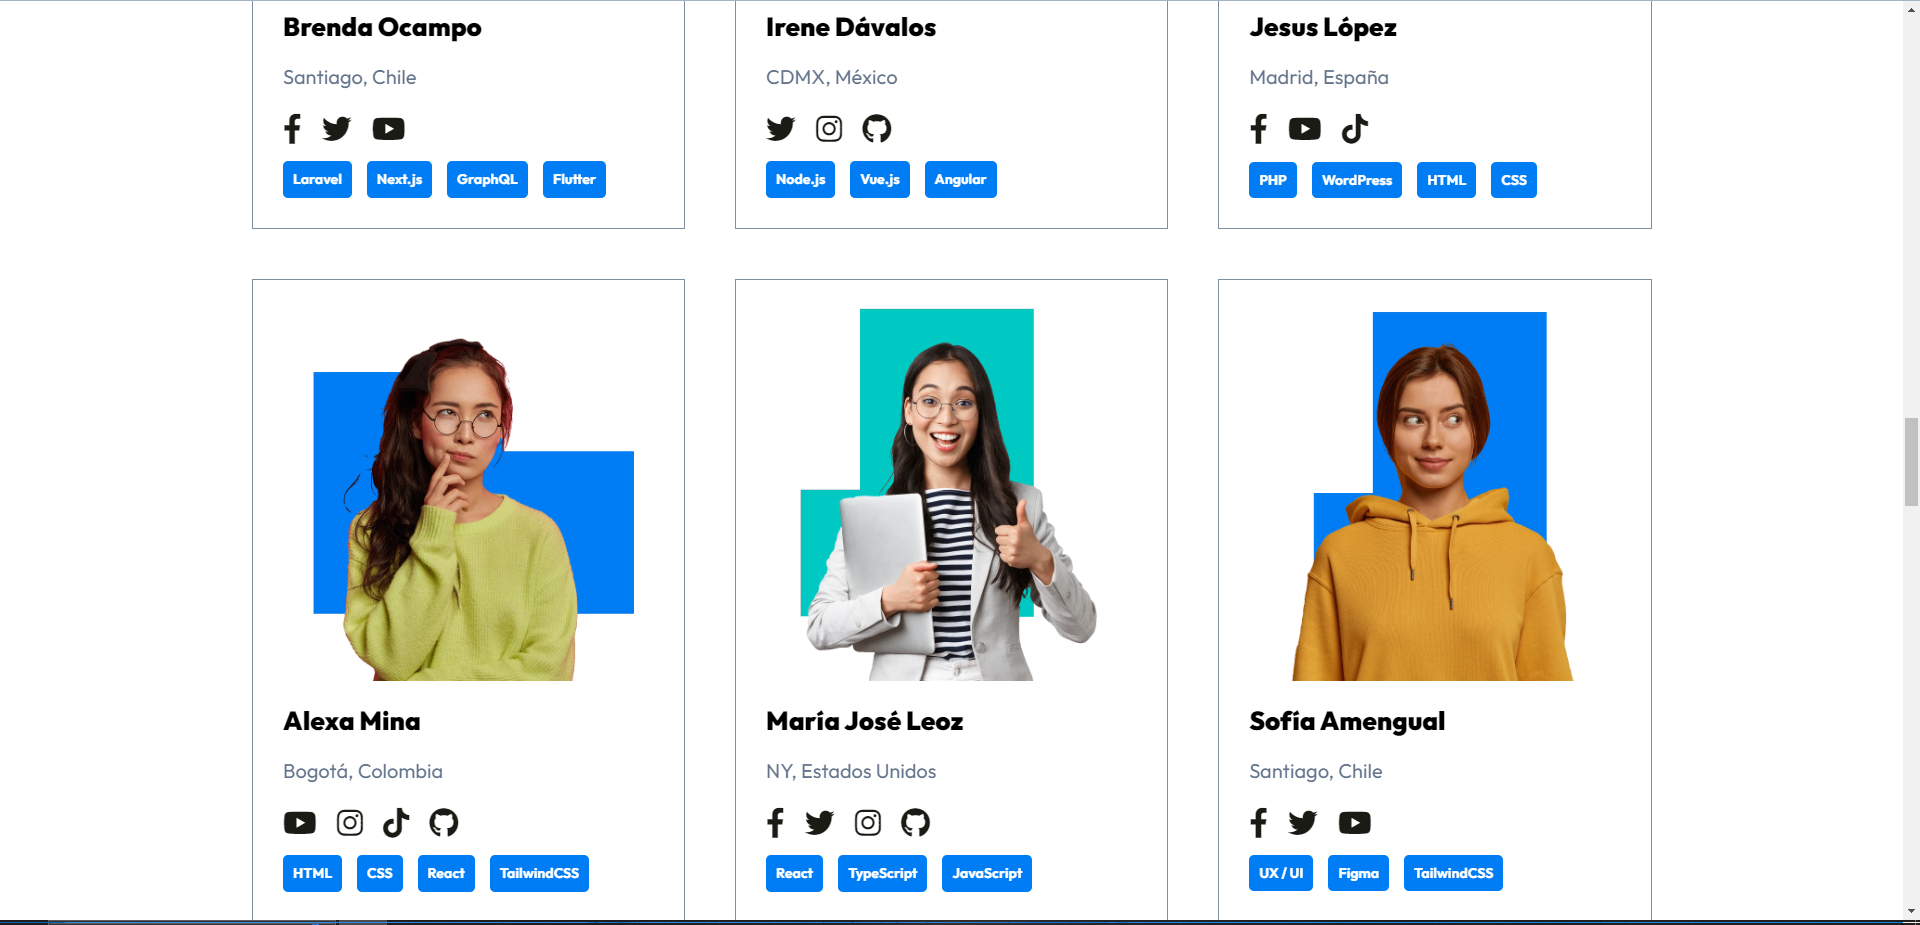 Brenda Ocampo
Santiago, Chile
Laravel Next.js GraphQL Flutter
Irene Dávalos
CDMX, México
Node.js Vue.js Angular
Jesus López
Madrid, España
PHP WordPress HTML CSS
Alexa Mina
Bogotá, Colombia
HTML CSS React TailwindCSS
María José Leoz
NY, Estados Unidos
React TypeScript JavaScript
Sofía Amengual
Santiago, Chile
UX / UI Figma TailwindCSS